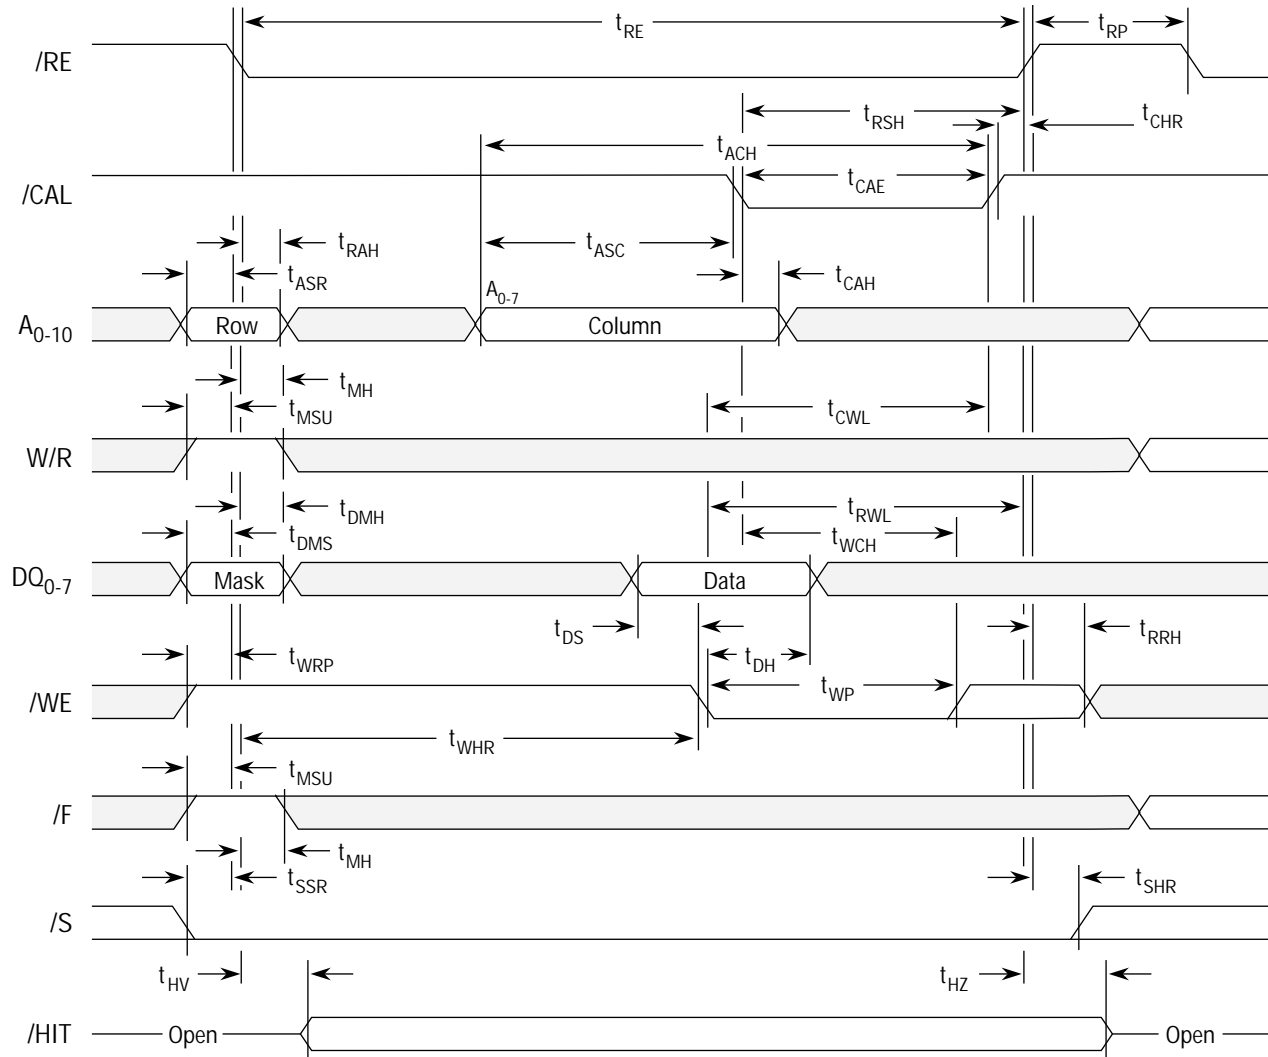 tRE
tRP
/RE
tRSH
tCHR
tACH
/CAL
tCAE
tRAH
tASC
tASR
tCAH
A0-7
A0-10
Row
Column
tMH
tMSU
tCWL
W/R
tDMH
tRWL
tDMS
tWCH
DQ0-7
Mask
Data
tDS
tRRH
tWRP
tDH
/WE
tWP
tWHR
tMSU
/F
tMH
tSSR
tSHR
/S
tHV
tHZ
/HIT
Open
Open